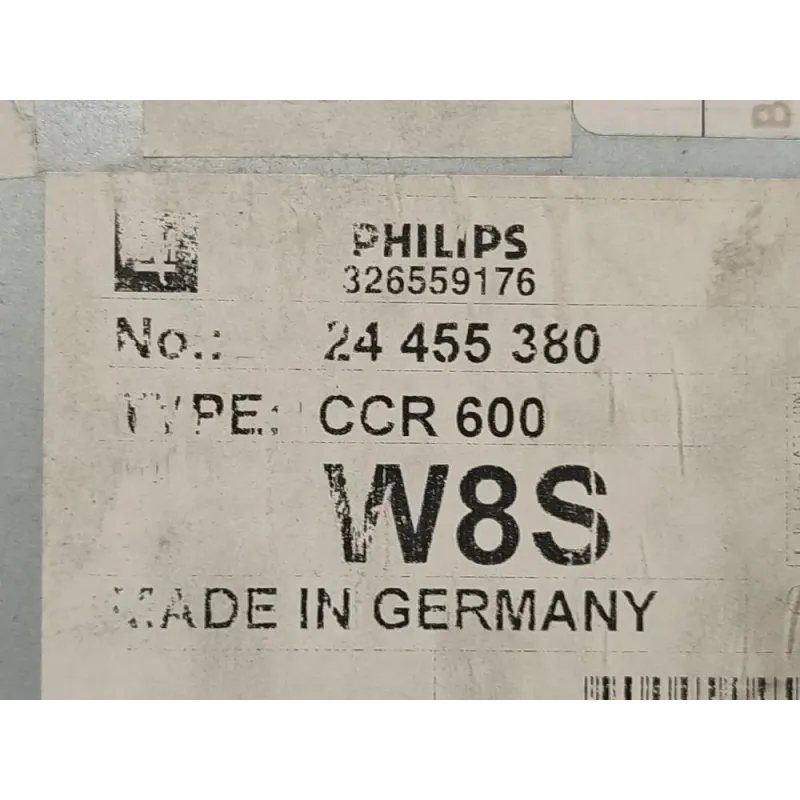 B
PHILIPS
326559176
No.: 24 455 380
TYPE: CCR 600
W8S
MADE IN GERMANY